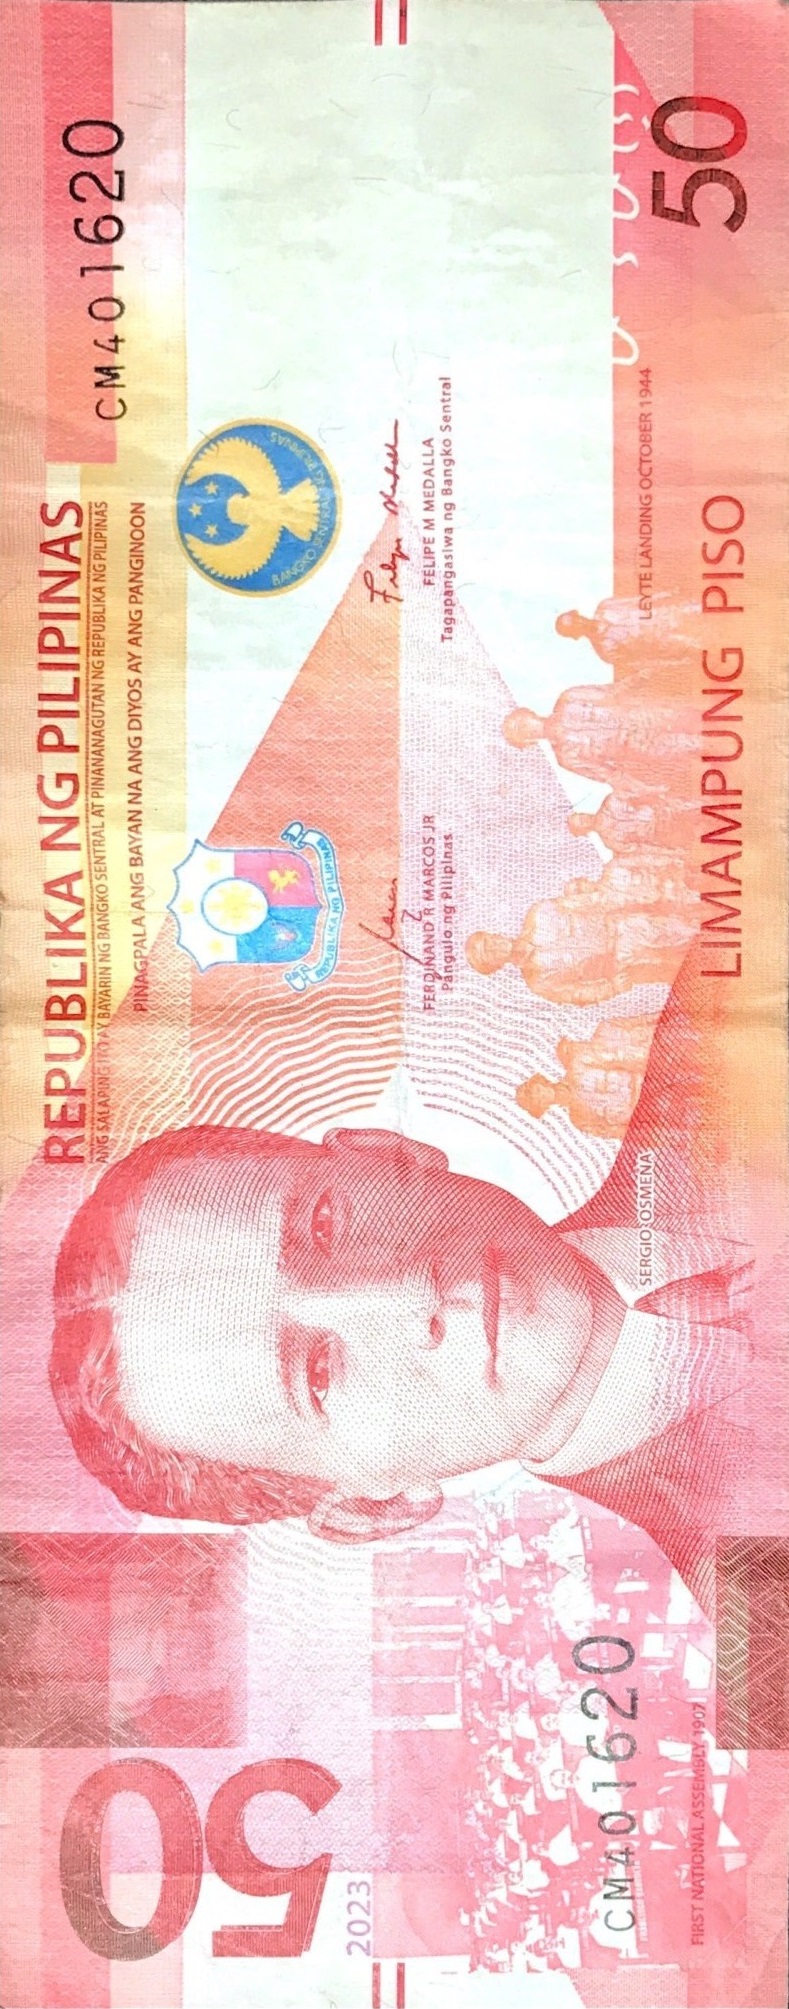 REPUBLIKA NG PILIPINAS
ANG SALAPING ITO AY BAYARIN NG BANGKO SENTRAL AT PINANANAGUTAN NG REPUBLIKA NG PILIPINAS
PINAGPALA ANG BAYAN NA ANG DIYOS AY ANG PANGINOON
CM401620
50
2023
REPUBLIKA NG PILIPINAS
BANGKO SENTRAL NG PILIPINAS
FERDINAND R MARCOS JR
Pangulo ng Pilipinas
FELIPE M MEDALLA
Tagapangasiwa ng Bangko Sentral
CM401620
FIRST NATIONAL ASSEMBLY 1907
SERGIO OSMEÑA
LEYTE LANDING OCTOBER 1944
LIMAMPUNG PISO
50